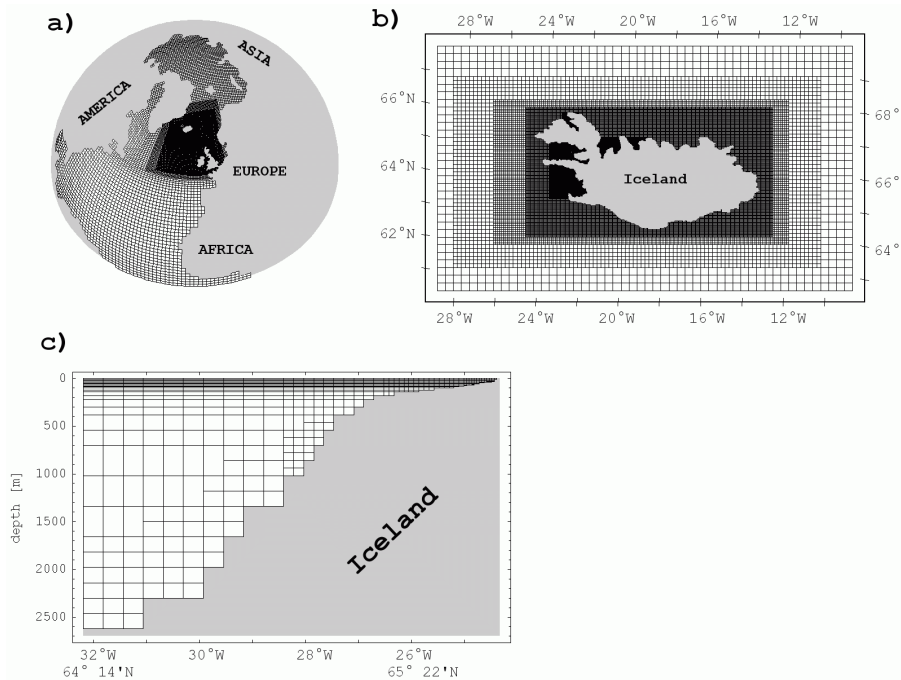 a)
ASIA
AMERICA
EUROPE
AFRICA
b)
28°W 24°W 20°W 16°W 12°W
66°N
64°N
62°N
68°
66°
64°
Iceland
28°W 24°W 20°W 16°W 12°W
c)
0
500
1000
1500
2000
2500
depth [m]
Iceland
32°W 30°W 28°W 26°W
64° 14'N 65° 22'N